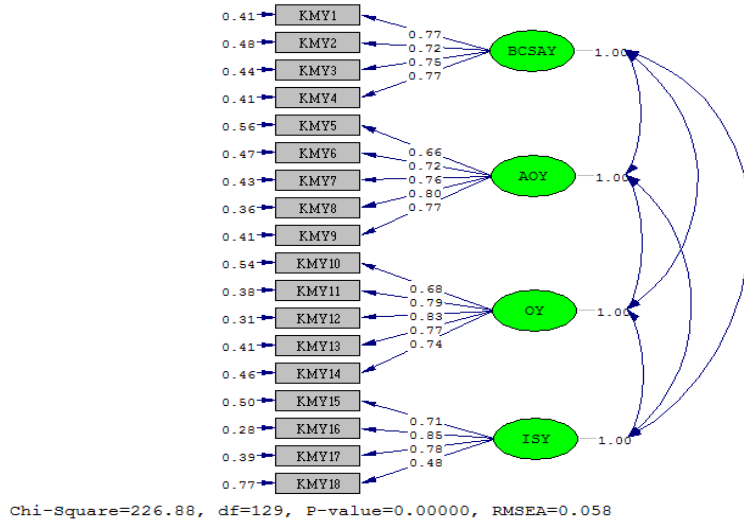 0.41 KMY1
0.48 KMY2
0.44 KMY3
0.41 KMY4
0.56 KMY5
0.47 KMY6
0.43 KMY7
0.36 KMY8
0.41 KMY9
0.54 KMY10
0.38 KMY11
0.31 KMY12
0.41 KMY13
0.46 KMY14
0.50 KMY15
0.28 KMY16
0.39 KMY17
0.77 KMY18
0.77
0.72
0.75
0.77
BCSAY 1.00
0.66
0.72
0.76
0.80
0.77
AOY 1.00
0.68
0.79
0.83
0.77
0.74
OY 1.00
0.71
0.85
0.78
0.48
ISY 1.00
Chi-Square=226.88, df=129, P-value=0.00000, RMSEA=0.058